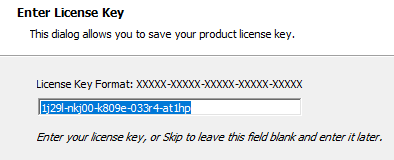 Enter License Key
This dialog allows you to save your product license key.
License Key Format: XXXXX-XXXXX-XXXXX-XXXXX-XXXXX
1j29l-nkj00-k809e-033r4-at1hp
Enter your license key, or Skip to leave this field blank and enter it later.